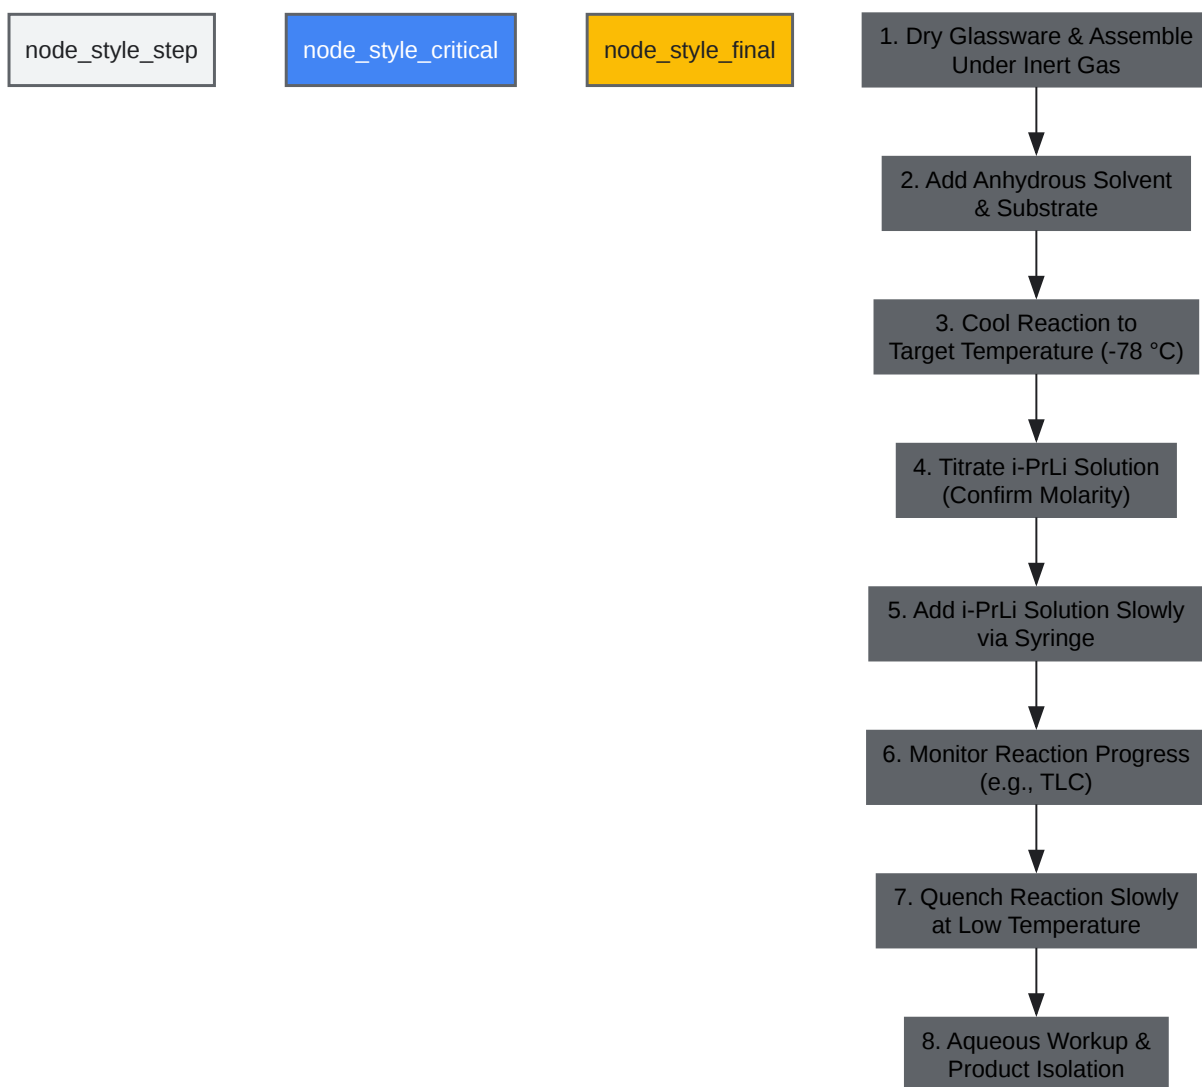 node_style_step
node_style_critical
node_style_final
1. Dry Glassware & Assemble
Under Inert Gas
2. Add Anhydrous Solvent
& Substrate
3. Cool Reaction to
Target Temperature (-78 °C)
4. Titrate i-PrLi Solution
(Confirm Molarity)
5. Add i-PrLi Solution Slowly
via Syringe
6. Monitor Reaction Progress
(e.g., TLC)
7. Quench Reaction Slowly
at Low Temperature
8. Aqueous Workup &
Product Isolation